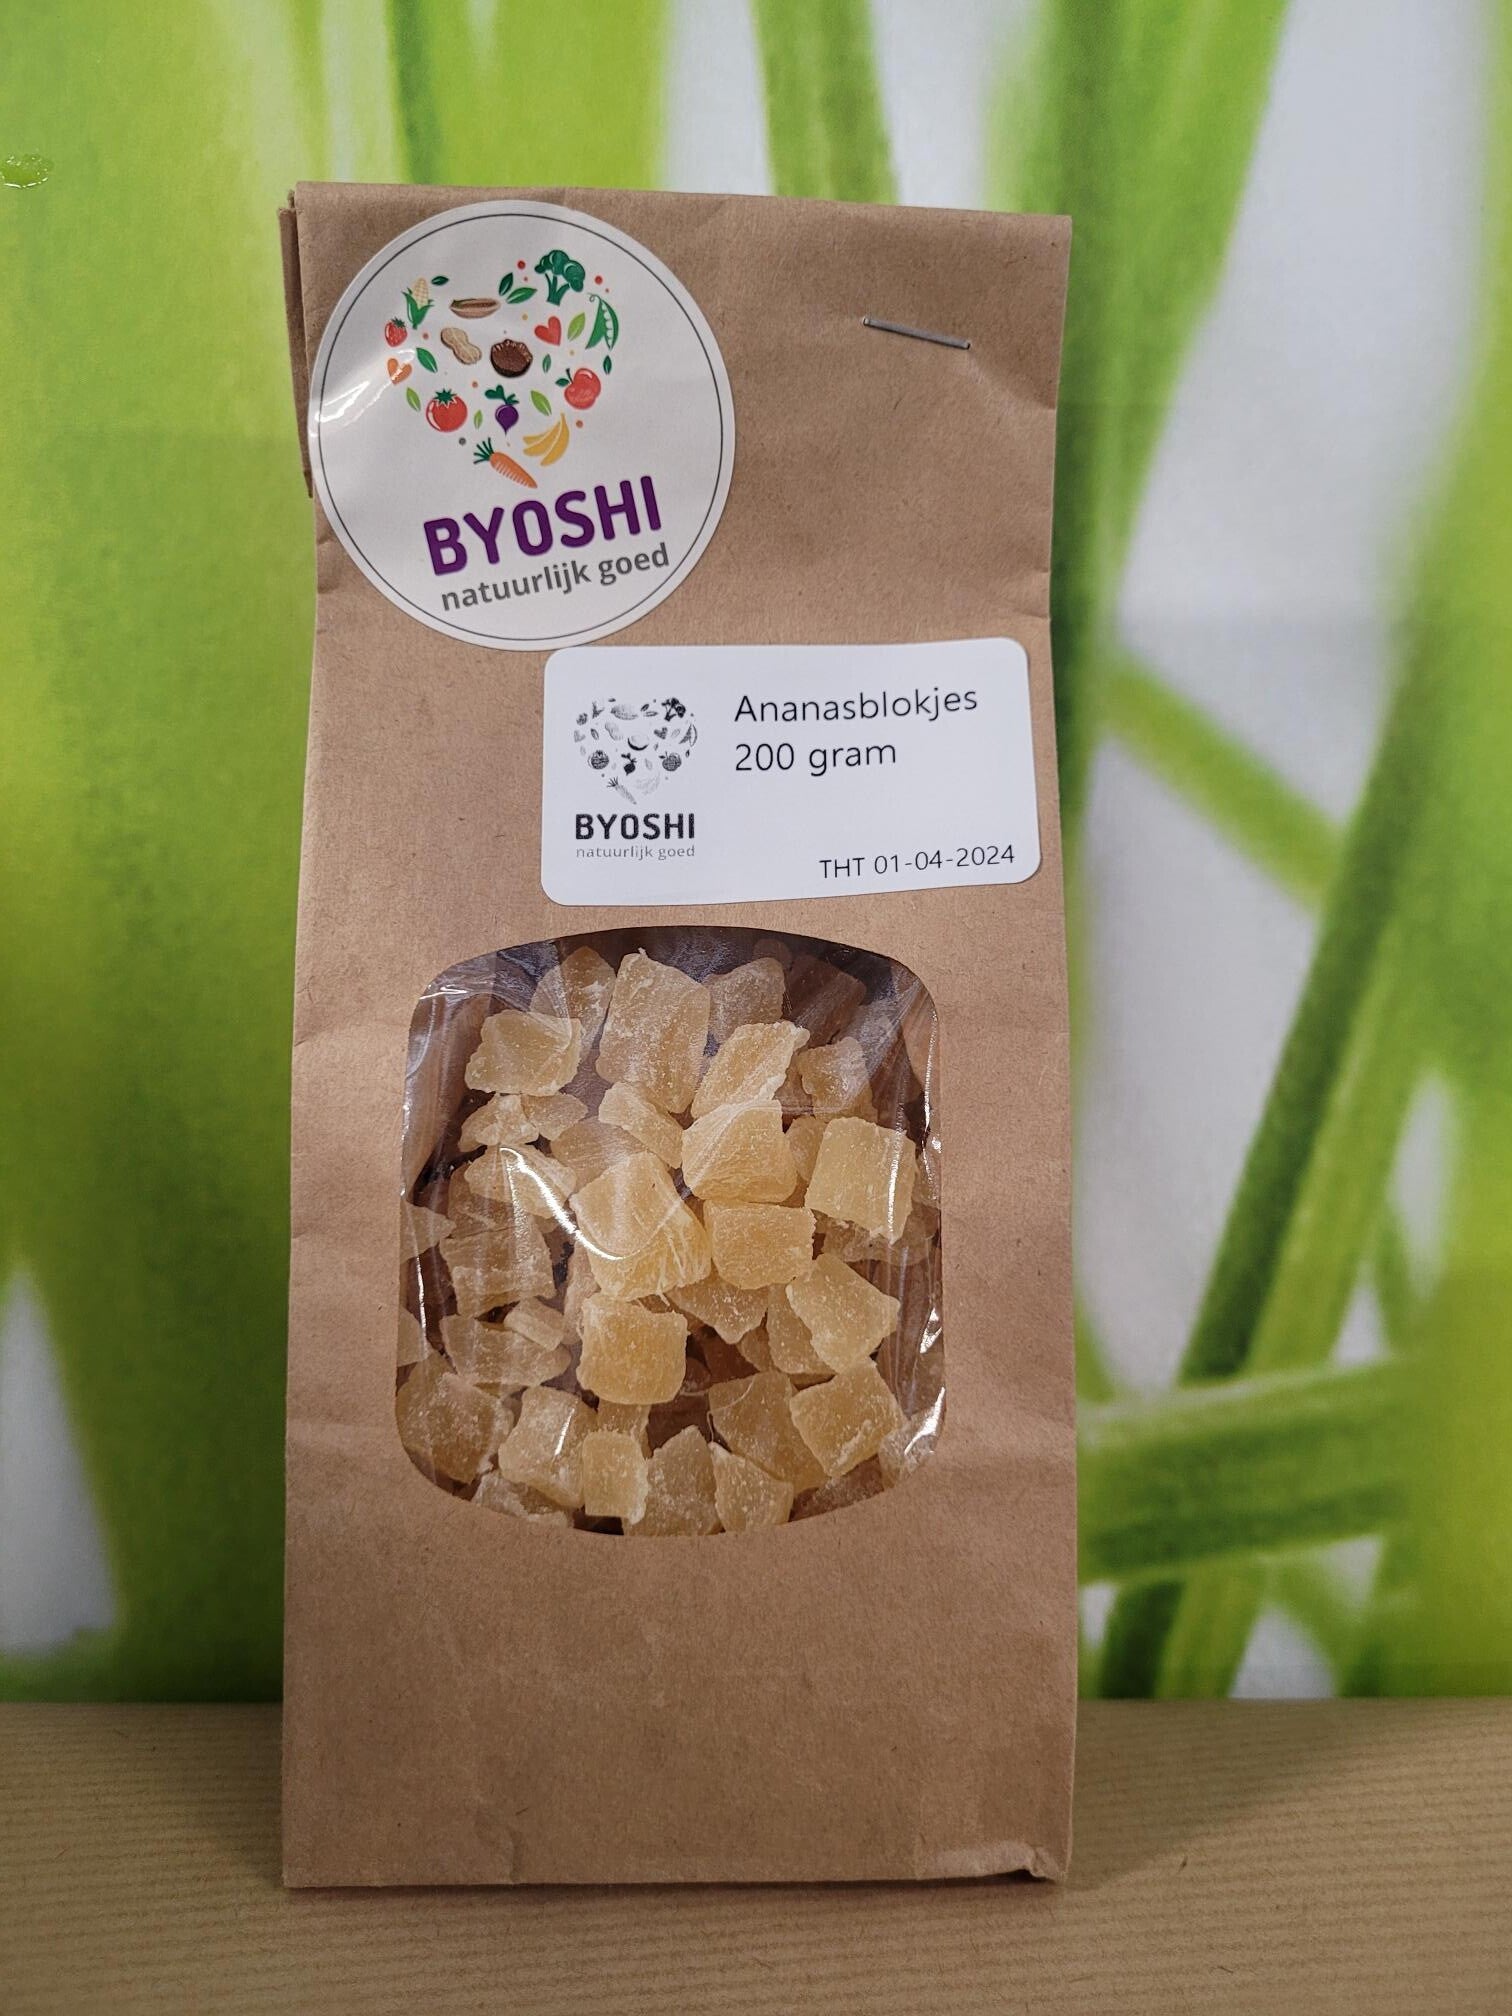 BYOSHI
natuurlijk goed
Ananasblokjes
200 gram
BYOSHI
natuurlijk goed
THT 01-04-2024